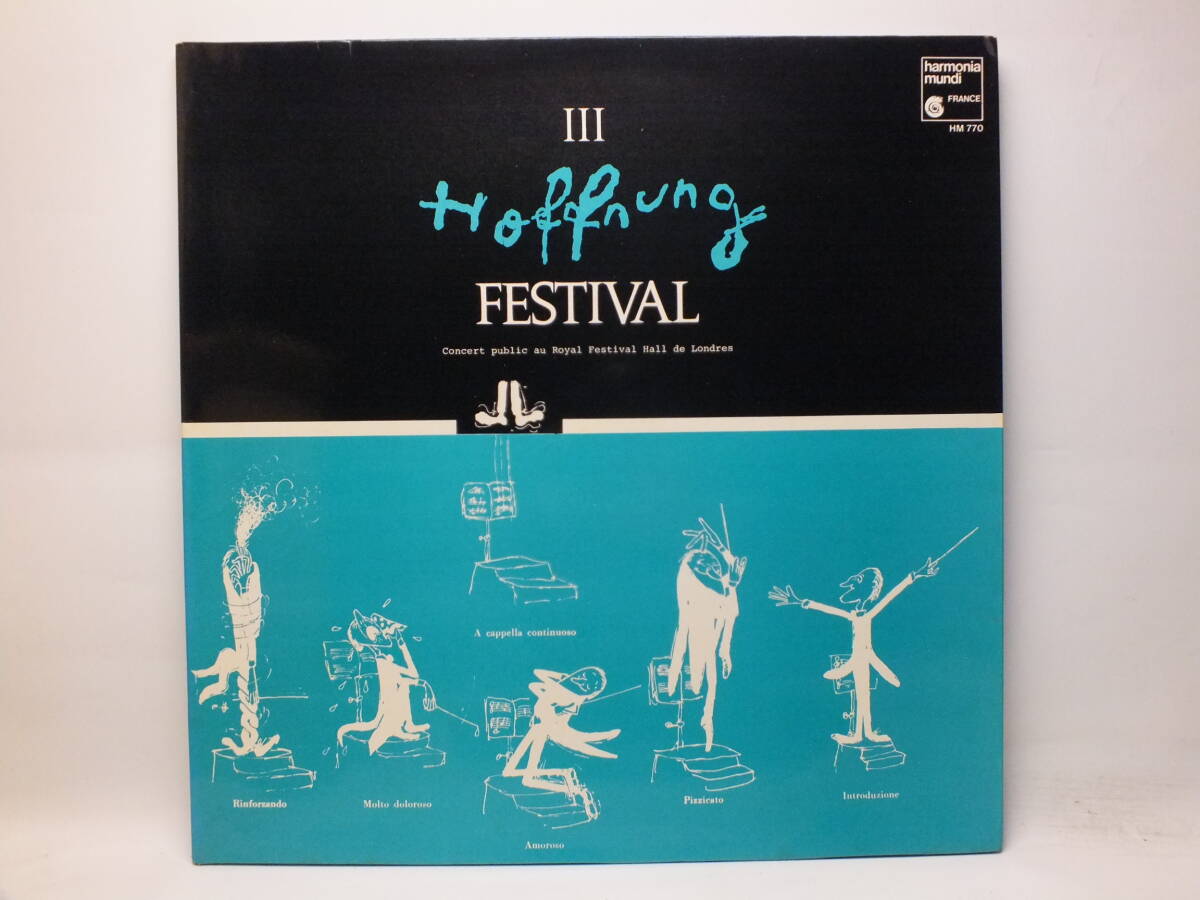 harmonia
mundi
FRANCE
HM 770
III
Hoffnung
FESTIVAL
Concert public au Royal Festival Hall de Londres
A cappella continuoso
Rinforzando
Molto doloroso
Amoroso
Pizzicato
Introduzione